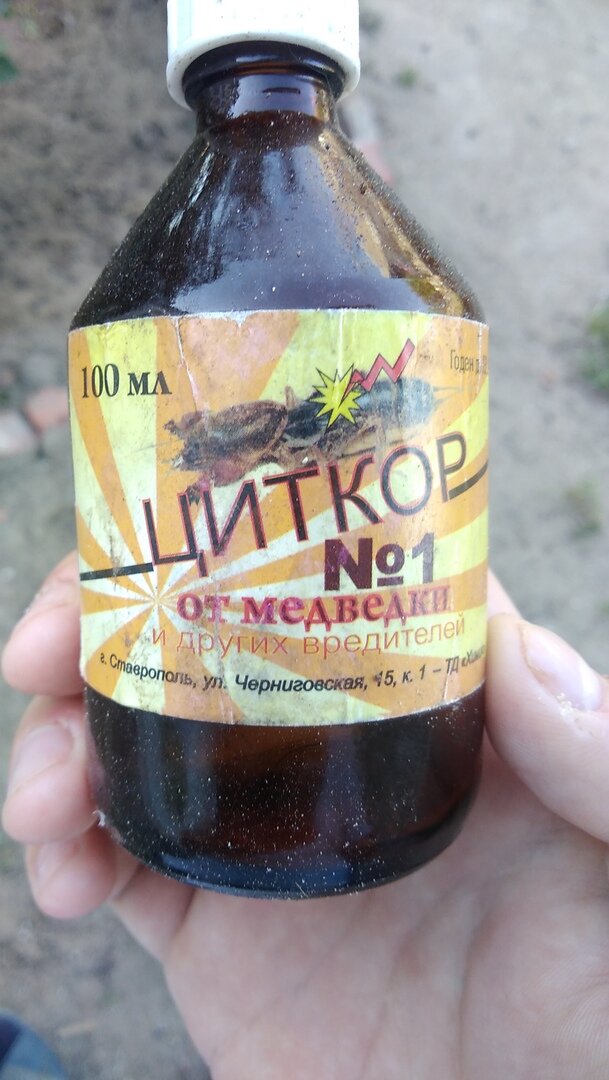 100 мл
Годен
ЦИТКОР
№1
от медведки
и других вредителей
г. Ставрополь, ул. Черниговская, 15, к. 1 – ТД